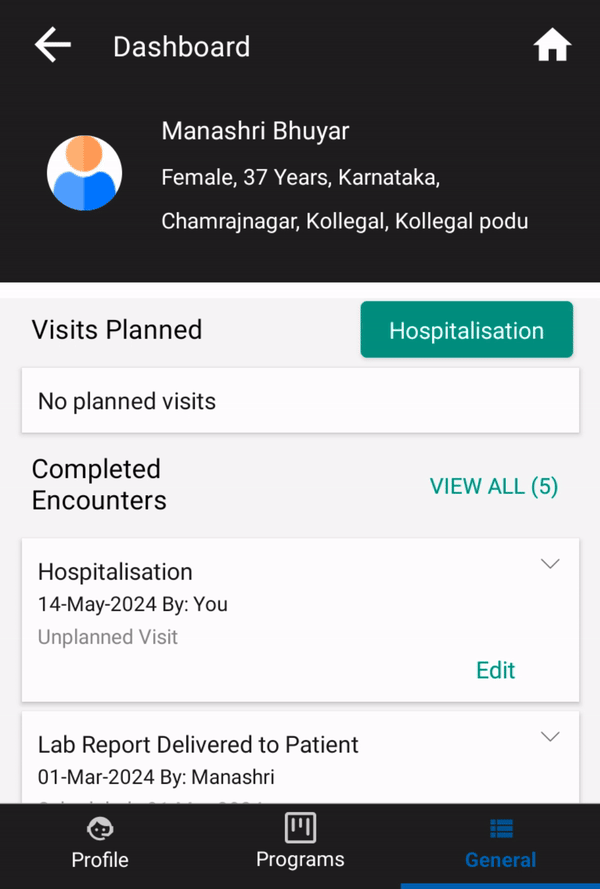 Dashboard
Manashri Bhuyar
Female, 37 Years, Karnataka,
Chamrajnagar, Kollegal, Kollegal podu
Visits Planned
Hospitalisation
No planned visits
Completed
Encounters
VIEW ALL (5)
Hospitalisation
14-May-2024 By: You
Unplanned Visit
Edit
Lab Report Delivered to Patient
01-Mar-2024 By: Manashri
Profile
Programs
General